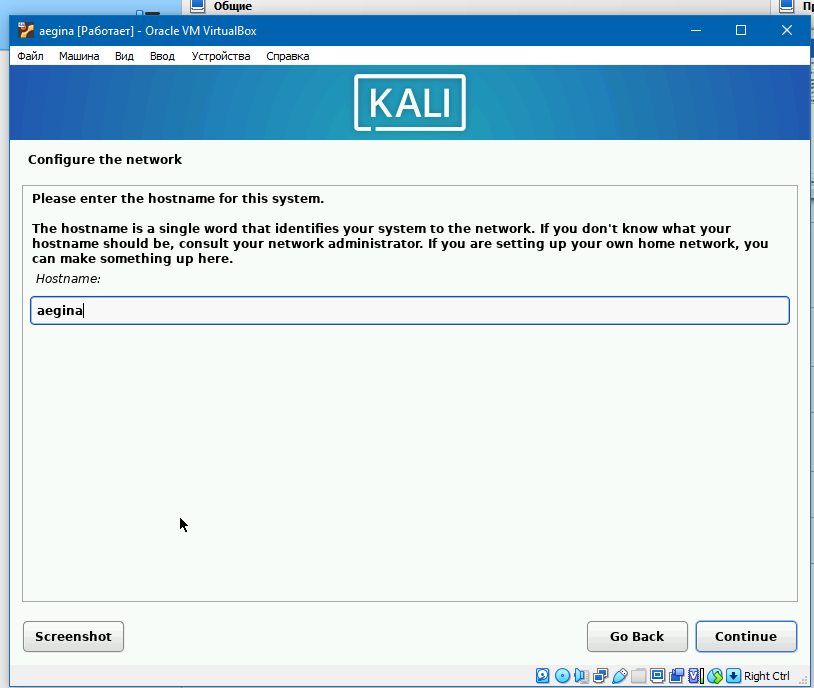 Общие
aegina [Работает] - Oracle VM VirtualBox
Файл Машина Вид Ввод Устройства Справка
KALI
Configure the network
Please enter the hostname for this system.
The hostname is a single word that identifies your system to the network. If you don't know what your
hostname should be, consult your network administrator. If you are setting up your own home network, you
can make something up here.
Hostname:
aegina
Screenshot Go Back Continue
Right Ctrl